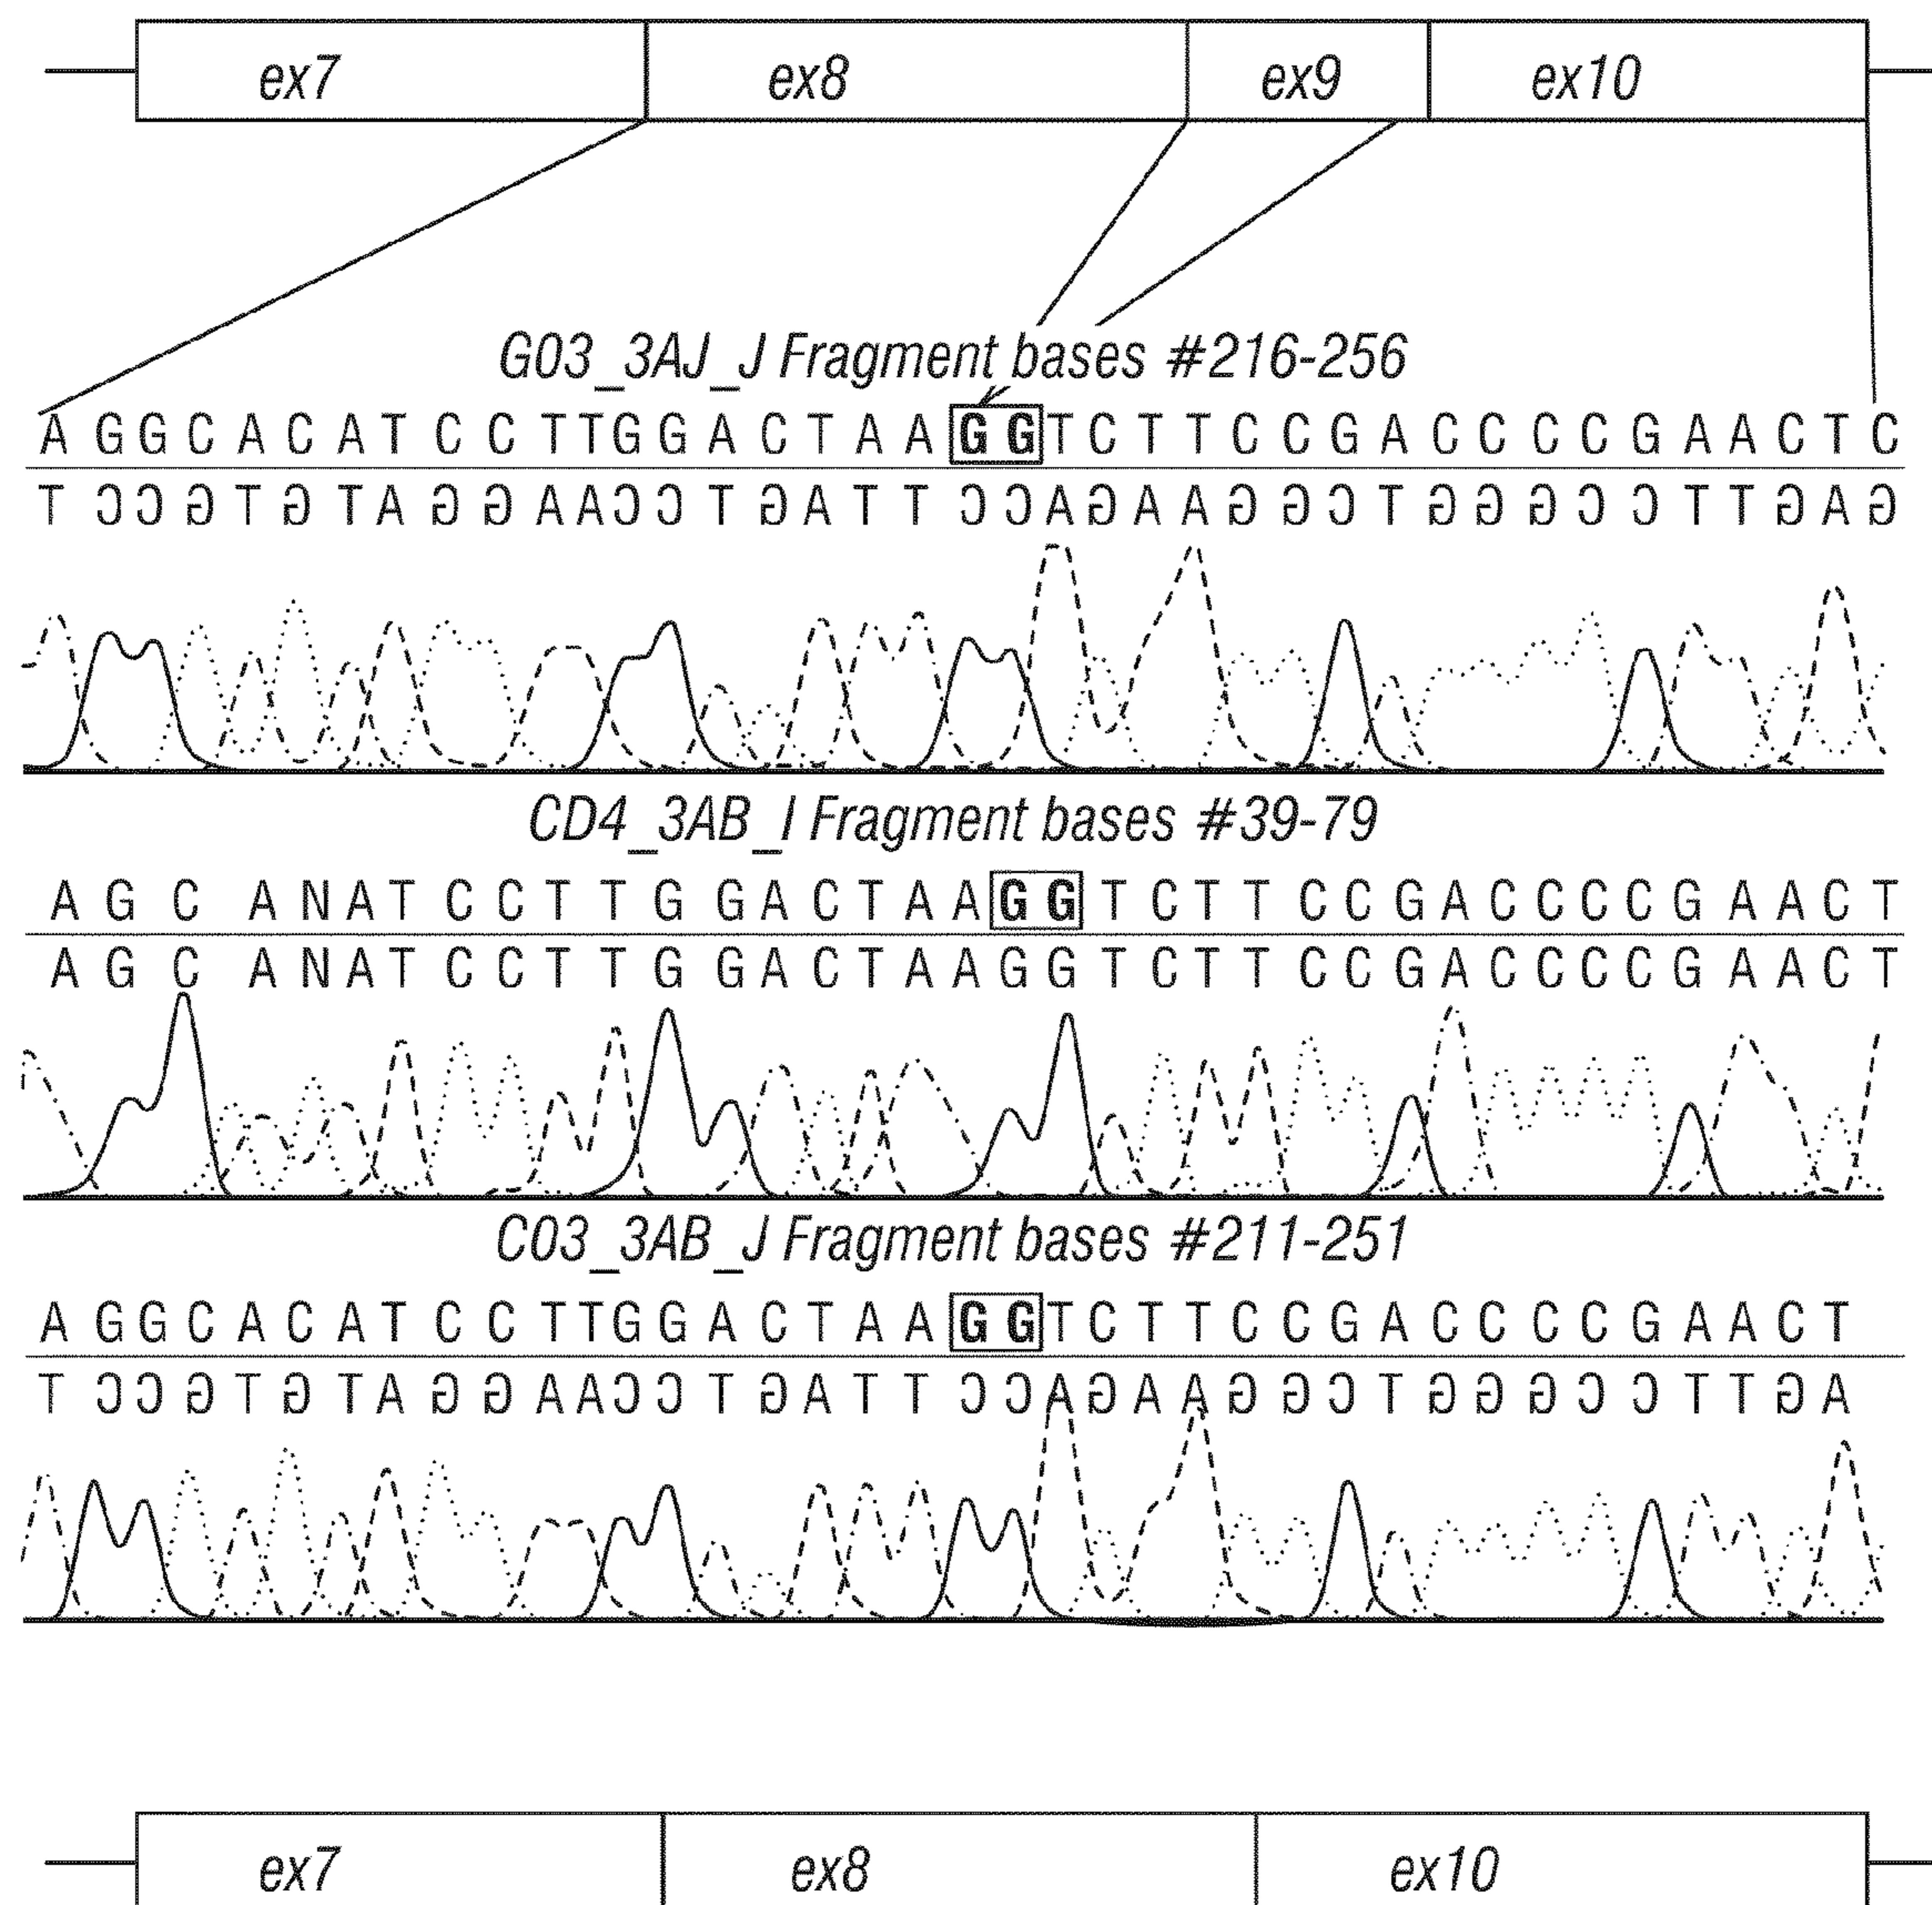 ex7 ex8 ex9 ex10
G03_3AJ_J Fragment bases #216-256
A G G C A C A T C C T T G G A C T A A G G T C T T C C G A C C C C G A A C T C
T C C G T G T A G G A A C C T G A T T C C A G A A G G C T G G G C C T T G A G
CD4_3AB_I Fragment bases #39-79
A G C A N A T C C T T G G A C T A A G G T C T T C C G A C C C C G A A C T
A G C A N A T C C T T G G A C T A A G G T C T T C C G A C C C C G A A C T
C03_3AB_J Fragment bases #211-251
A G G C A C A T C C T T G G A C T A A G G T C T T C C G A C C C C G A A C T
T C C G T G T A G G A A C C T G A T T C C A G A A G G C T G G G C C T T G A
ex7 ex8 ex10